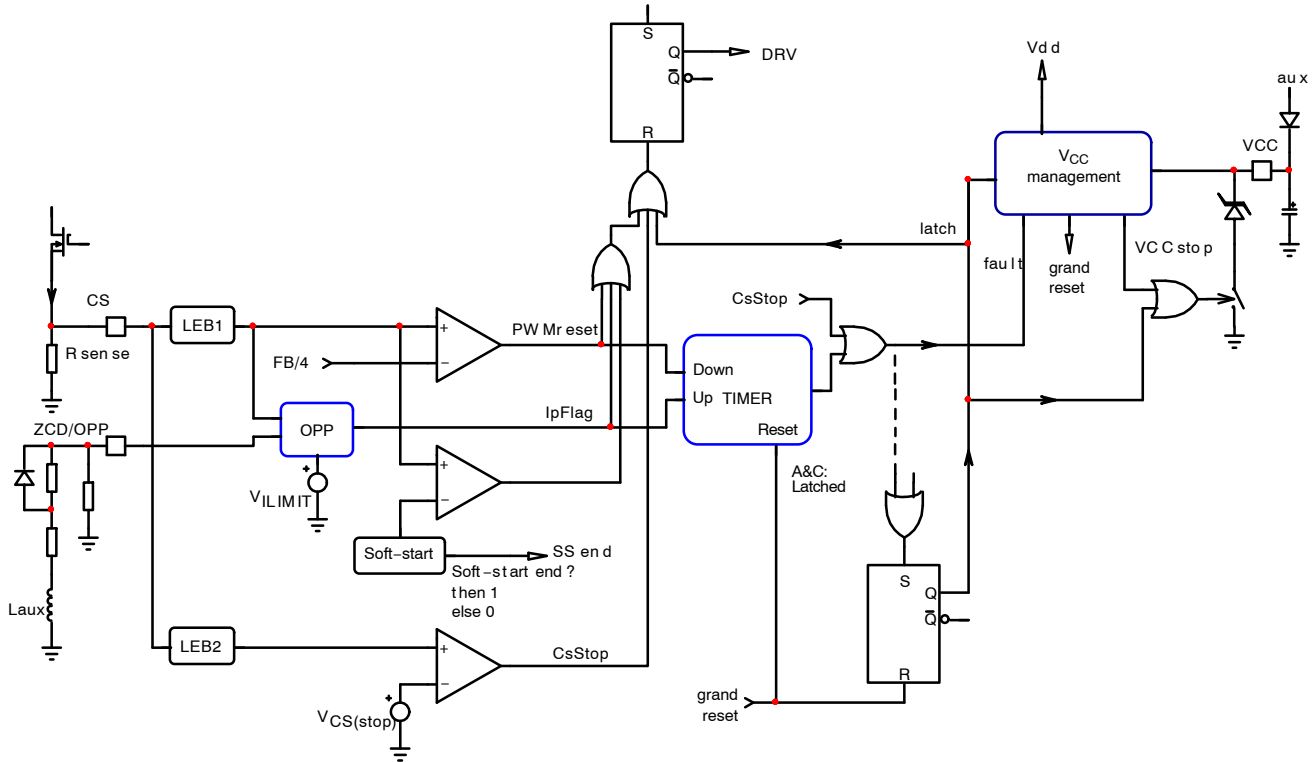 S
Q
DRV
Q
R
Vdd
aux
VCC
VCC
management
latch
fault
grand
reset
VCCstop
CS
LEB1
Rsense
FB/4
PWMreset
CsStop
Down
Up TIMER
Reset
ZCD/OPP
OPP
IpFlag
VILIMIT
A&C:
Latched
Soft-start
SS end
Soft-start end ?
then 1
else 0
Laux
LEB2
CsStop
VCS(stop)
S
Q
Q
R
grand
reset
+
−
+
−
+
−
+
+
+